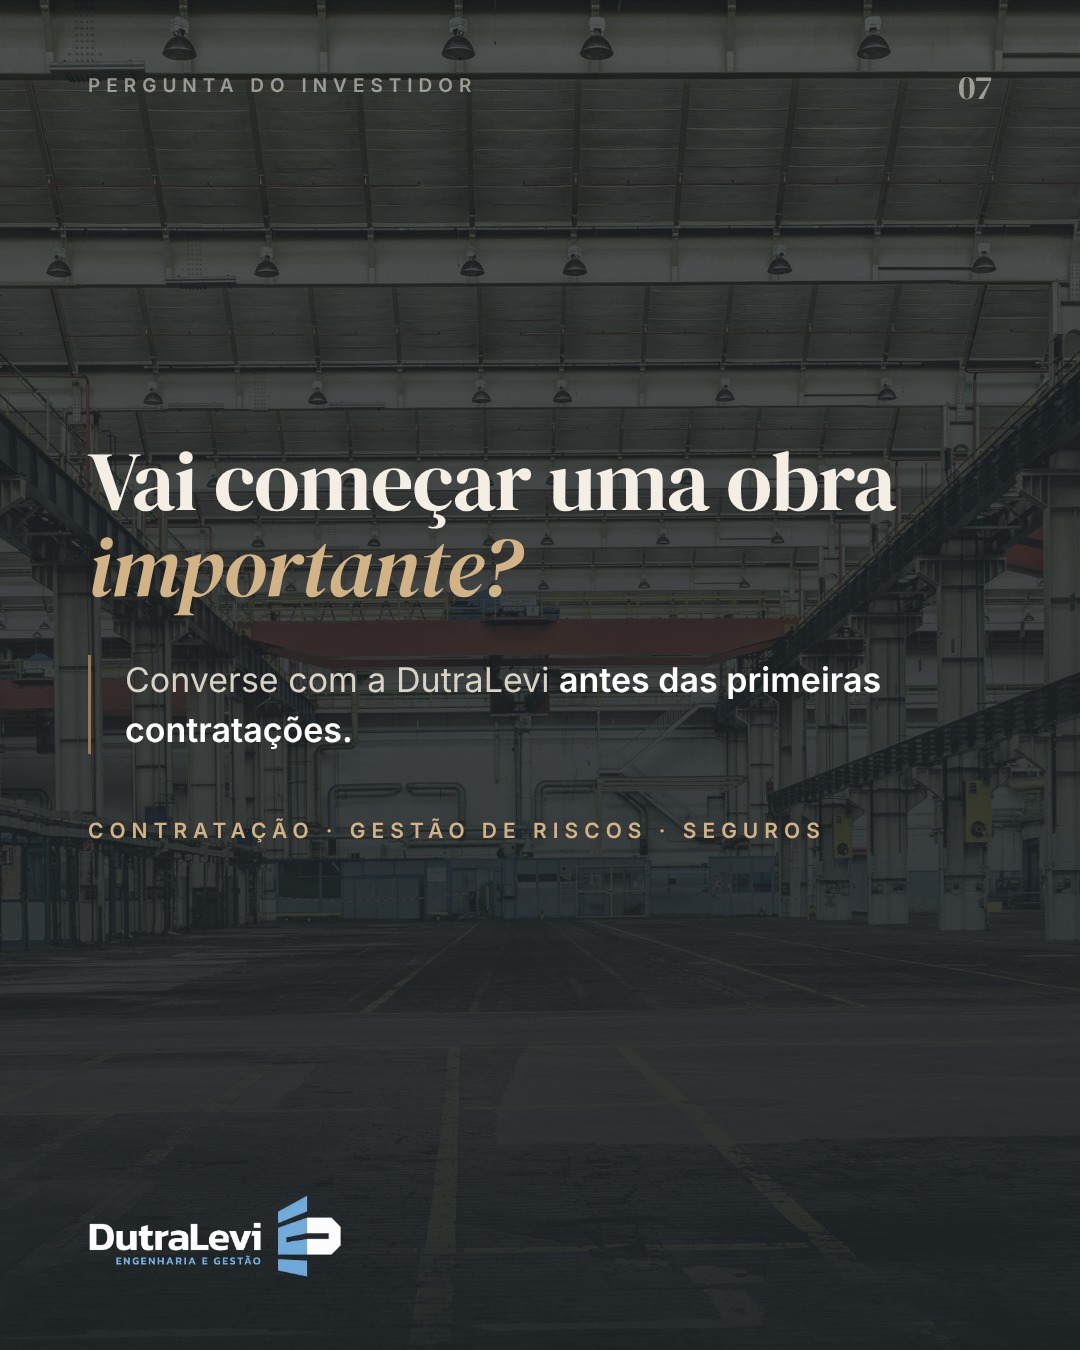 PERGUNTA DO INVESTIDOR
07
Vai começar uma obra
importante?
Converse com a DutraLevi antes das primeiras
contratações.
CONTRATAÇÃO · GESTÃO DE RISCOS · SEGUROS
DutraLevi
ENGENHARIA E GESTÃO